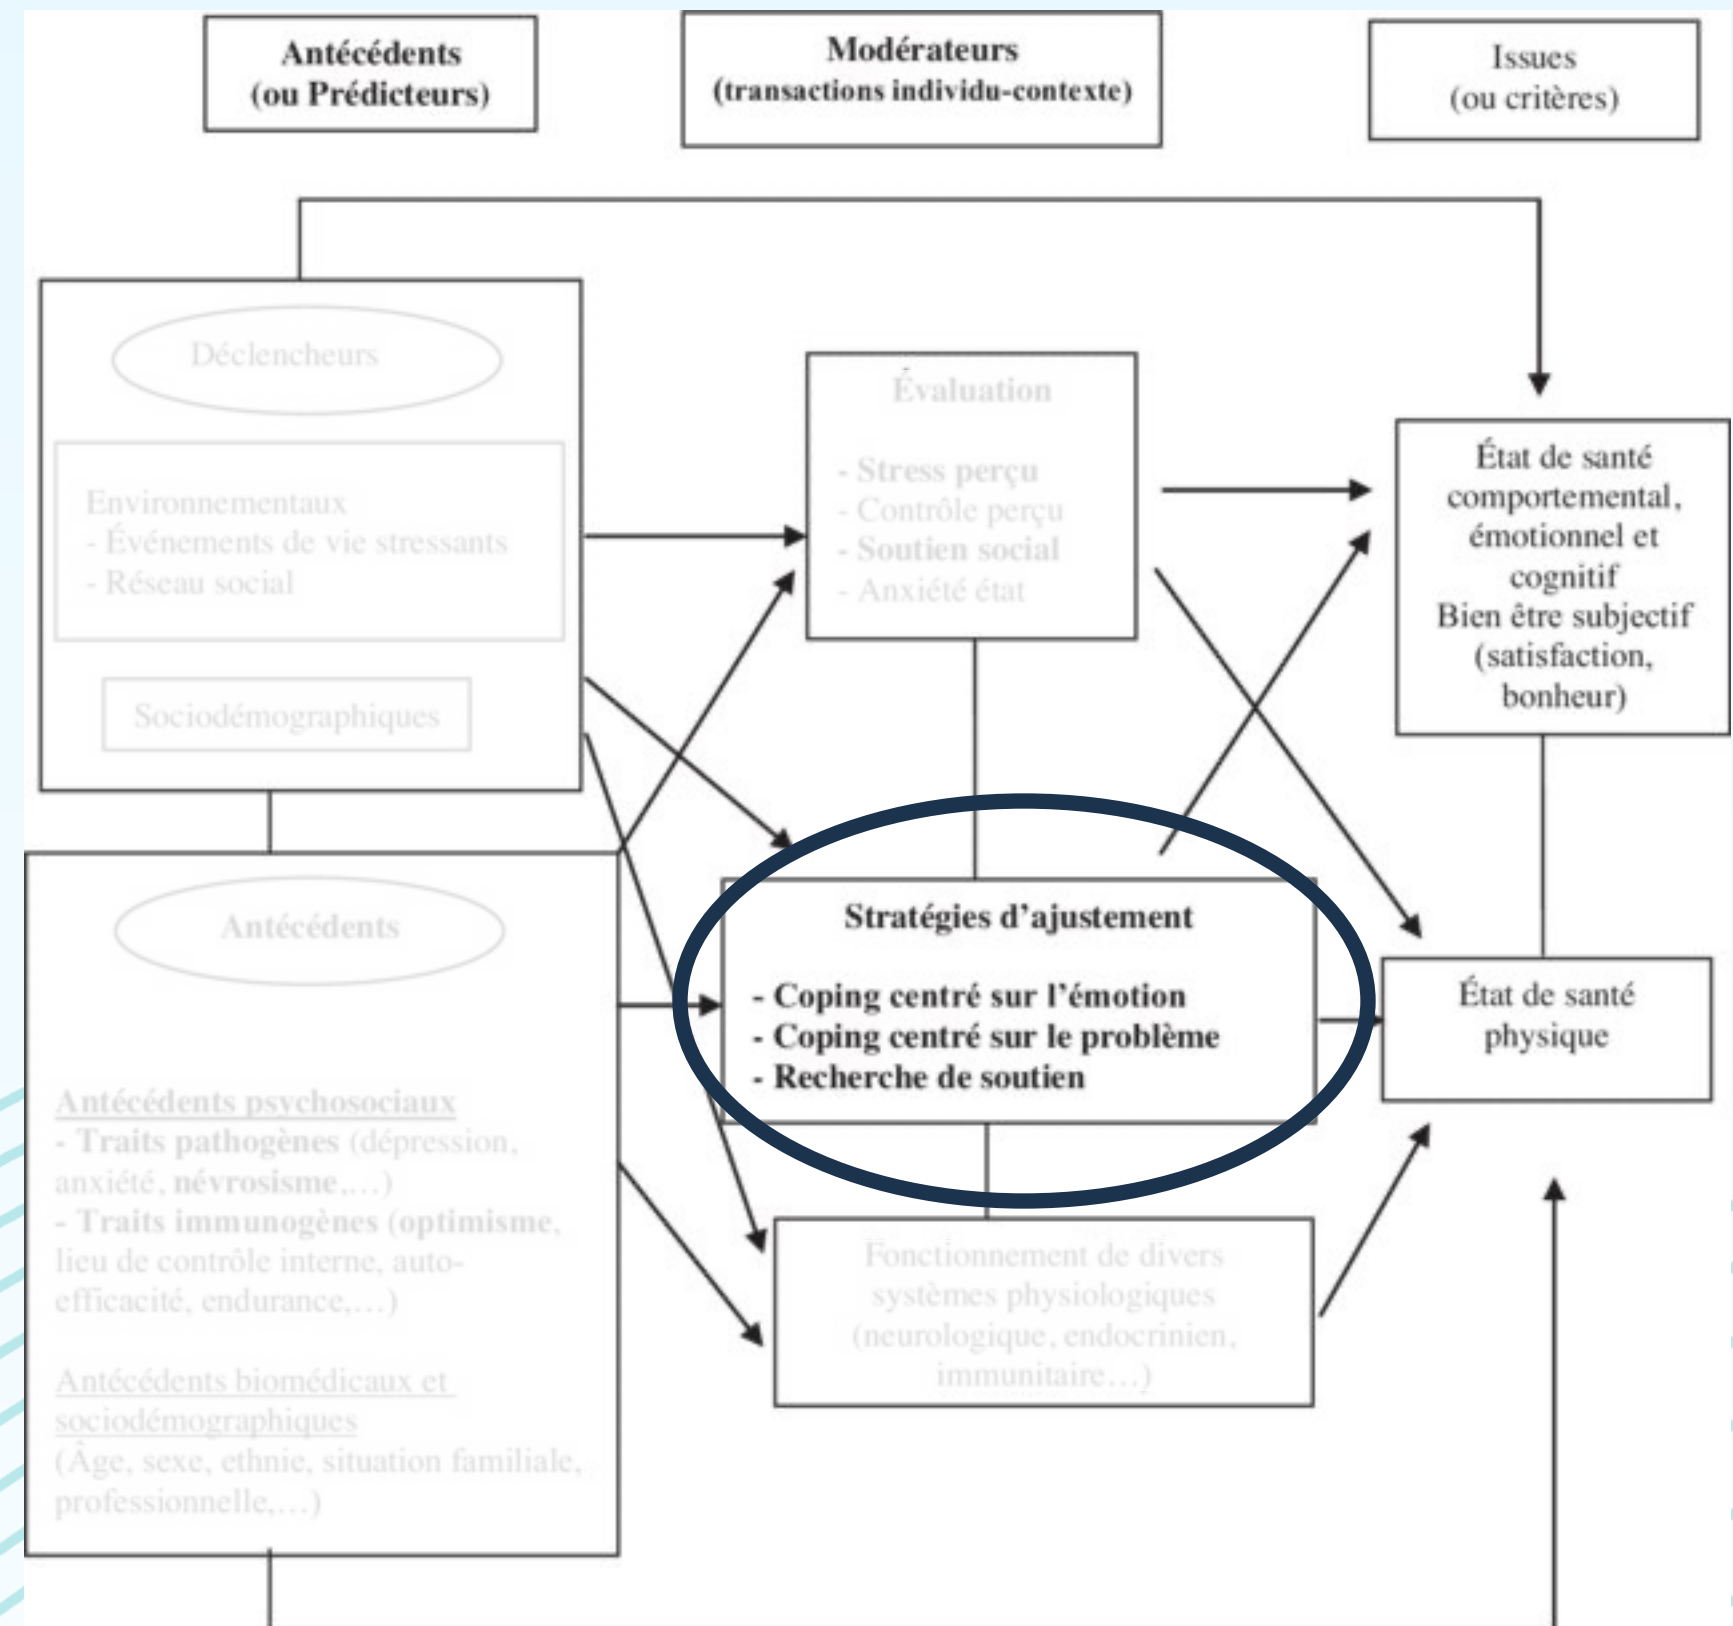 Antécédents
(ou Prédicteurs)
Modérateurs
(transactions individu-contexte)
Issues
(ou critères)
Déclencheurs
Environnementaux
- Événements de vie stressants
- Réseau social
Sociodémographiques
Évaluation
- Stress perçu
- Contrôle perçu
- Soutien social
- Anxiété état
État de santé
comportemental,
émotionnel et
cognitif
Bien être subjectif
(satisfaction,
bonheur)
Antécédents
Antécédents psychosociaux
- Traits pathogènes (dépression,
anxiété, névrosisme,…)
- Traits immunogènes (optimisme,
lieu de contrôle interne, auto-
efficacité, endurance,…)
Antécédents biomédicaux et
sociodémographiques
(Âge, sexe, ethnie, situation familiale,
professionnelle,…)
Stratégies d’ajustement
- Coping centré sur l’émotion
- Coping centré sur le problème
- Recherche de soutien
État de santé
physique
Fonctionnement de divers
systèmes physiologiques
(neurologique, endocrinien,
immunitaire…)